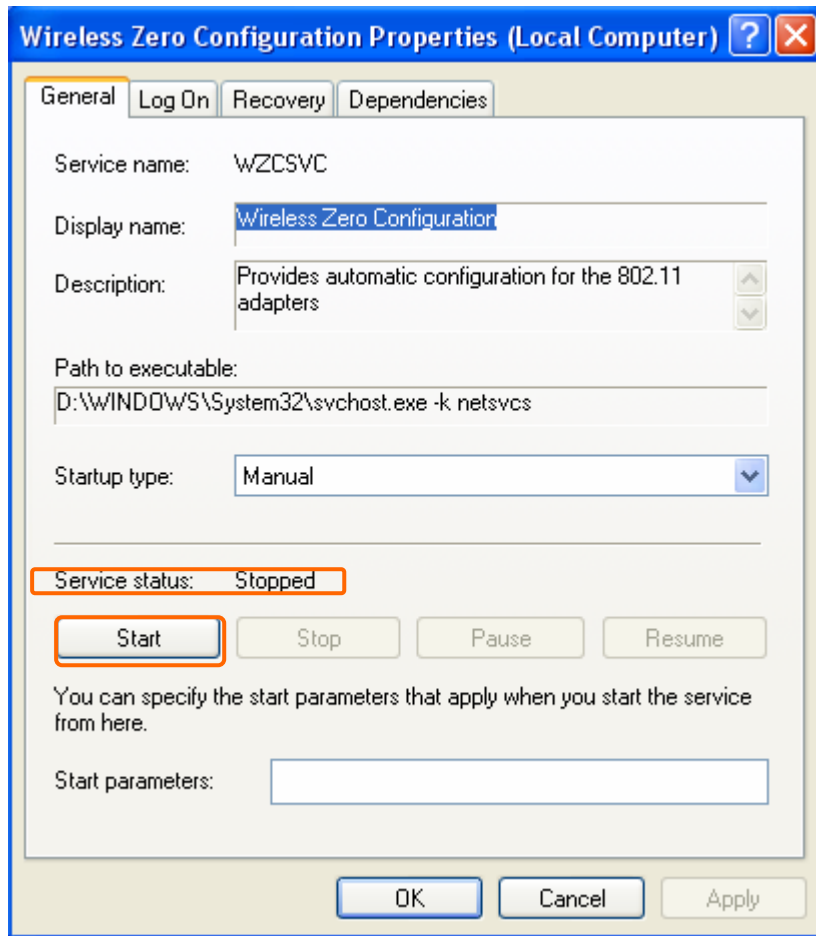 Wireless Zero Configuration Properties (Local Computer)
General Log On Recovery Dependencies
Service name: WZCSVC
Display name: Wireless Zero Configuration
Description: Provides automatic configuration for the 802.11
adapters
Path to executable:
D:\WINDOWS\System32\svchost.exe -k netsvcs
Startup type: Manual
Service status: Stopped
Start Stop Pause Resume
You can specify the start parameters that apply when you start the service
from here.
Start parameters:
OK Cancel Apply